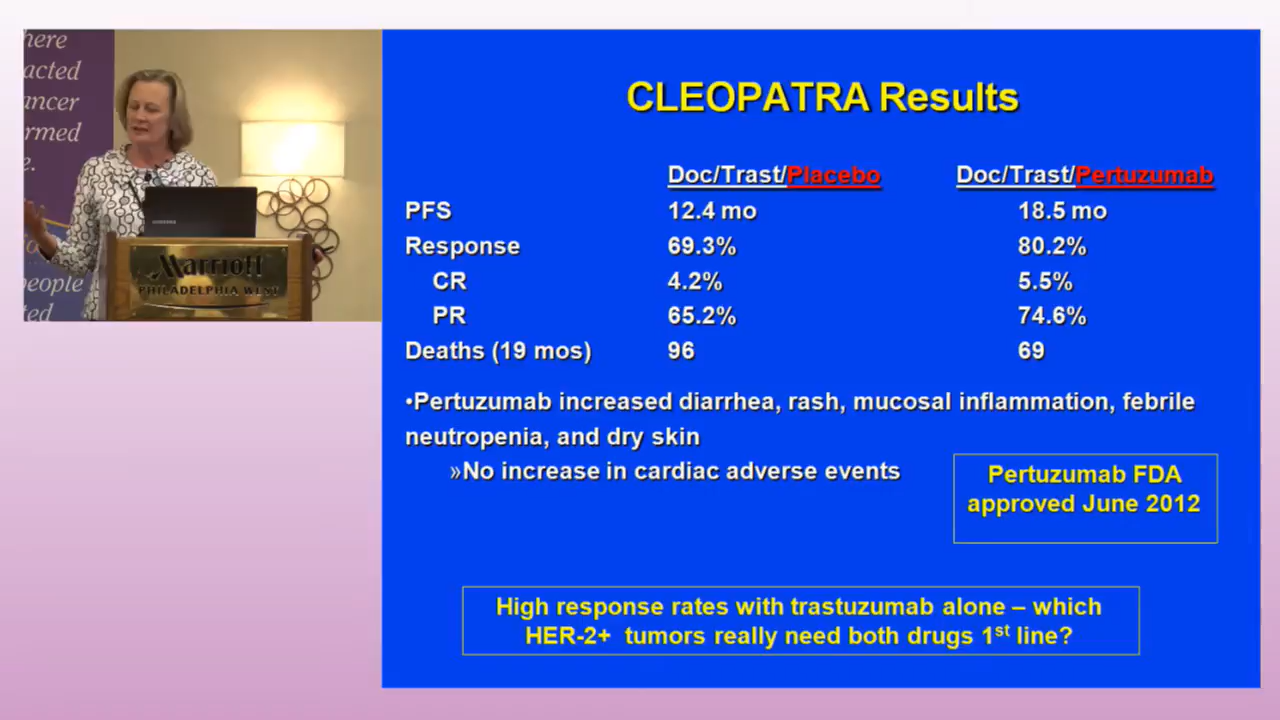 here
acted
ancer
rmed
e.
people
ted
Marriott
PHILADELPHIA WEST
CLEOPATRA Results
Doc/Trast/Placebo Doc/Trast/Pertuzumab
PFS 12.4 mo 18.5 mo
Response 69.3% 80.2%
CR 4.2% 5.5%
PR 65.2% 74.6%
Deaths (19 mos) 96 69
•Pertuzumab increased diarrhea, rash, mucosal inflammation, febrile
neutropenia, and dry skin
»No increase in cardiac adverse events
Pertuzumab FDA
approved June 2012
High response rates with trastuzumab alone – which
HER-2+ tumors really need both drugs 1st line?